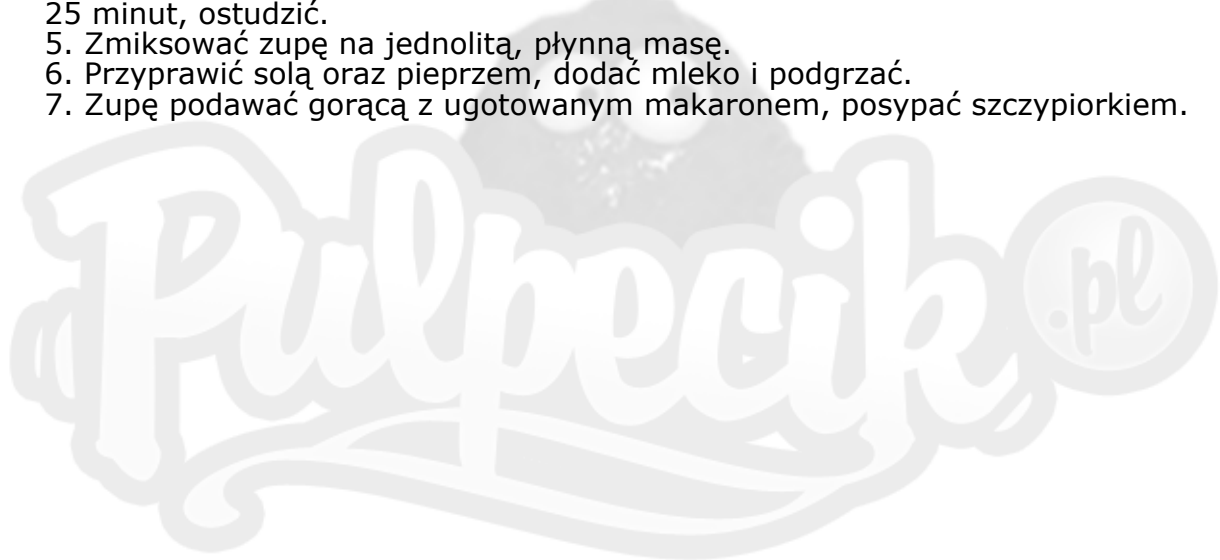 25 minut, ostudzić.
5. Zmiksować zupę na jednolitą, płynną masę.
6. Przyprawić solą oraz pieprzem, dodać mleko i podgrzać.
7. Zupę podawać gorącą z ugotowanym makaronem, posypać szczypiorkiem.
Pulpecik.pl